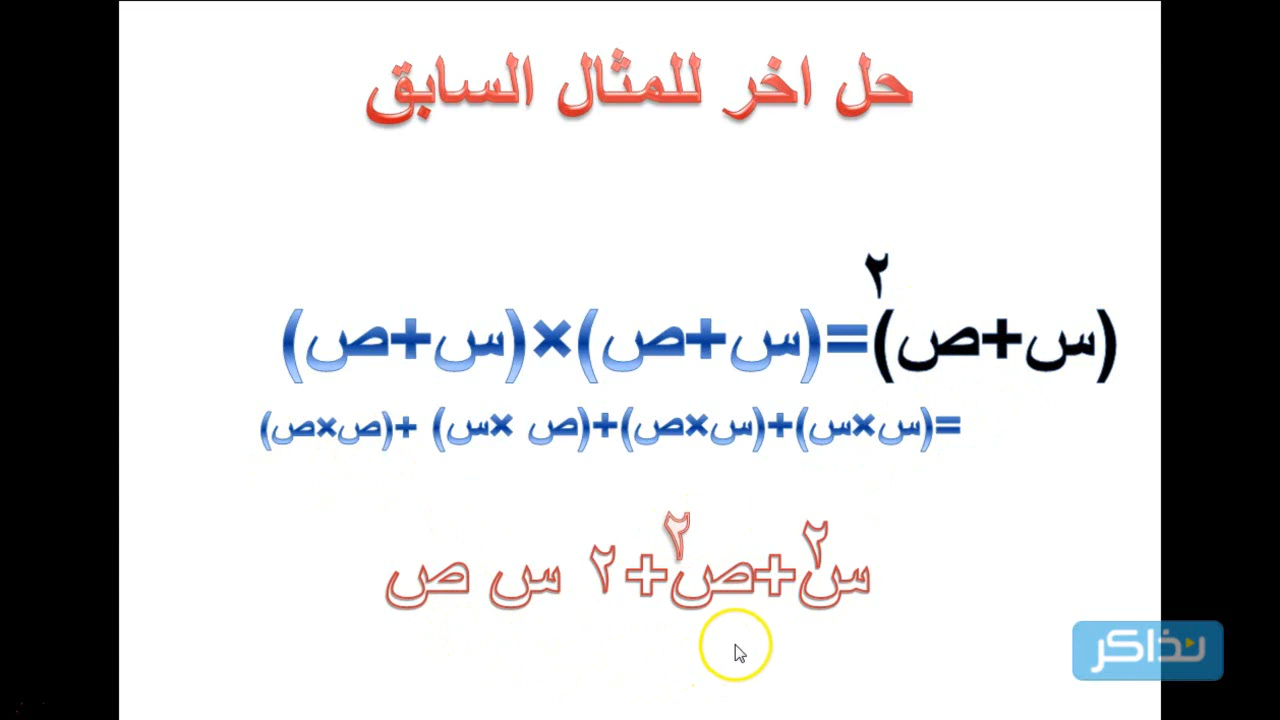 حل اخر للمثال السابق
(س+ص)٢=(س+ص)×(س+ص)
=(س×س)+(س×ص)+(ص ×س) +(ص×ص)
س٢+ص٢+٢ س ص
نذاكر